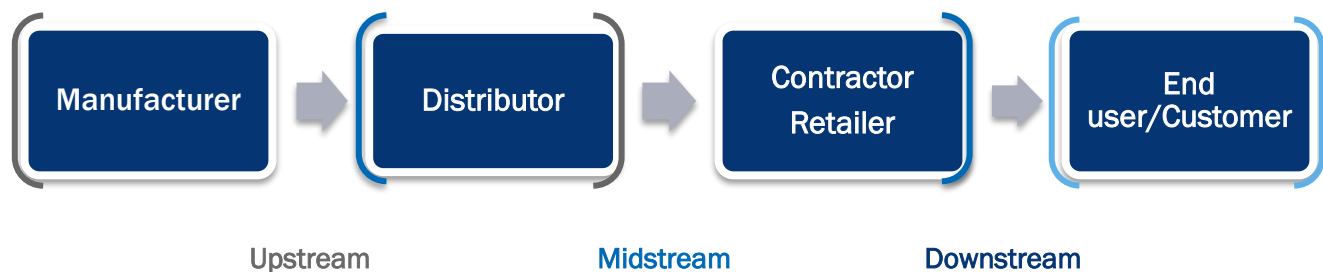 Manufacturer
Distributor
Contractor
Retailer
End
user/Customer
Upstream
Midstream
Downstream